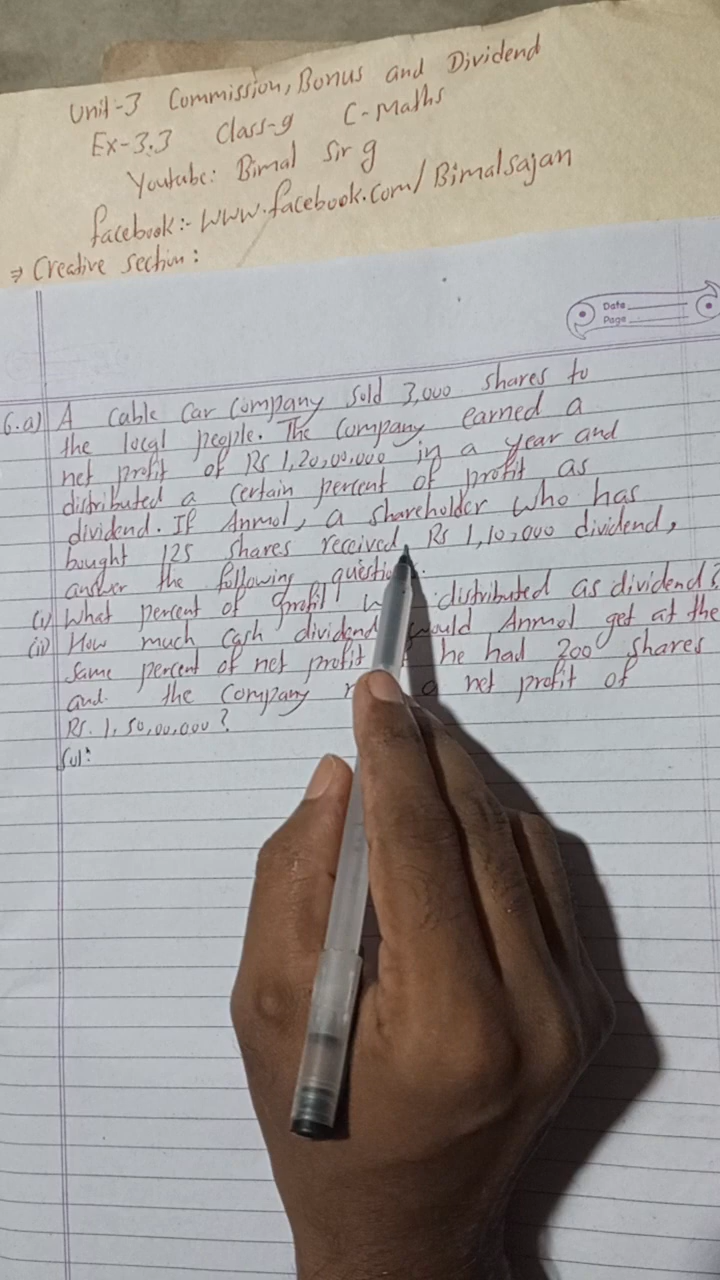 Unit-3 Commission, Bonus and Dividend
Ex-3.3 Class-9 C-Maths
Youtube: Bimal Sir g
facebook:- www.facebook.com/Bimalsajan
⇒ Creative section:
Date
Page
6.a) A Cable Car Company sold 3,000 shares to
the local people. The company earned a
net profit of Rs 1,20,00,000 in a year and
distributed a certain percent of profit as
dividend. If Anmol, a shareholder who has
bought 125 shares received Rs 1,10,000 dividend,
answer the following
(i) What percent of profit distributed as dividend?
(ii) How much cash dividend would Anmol get at the
same percent of net profit he had 200 shares
and the company net profit of
Rs. 1,50,00,000?
Sol: